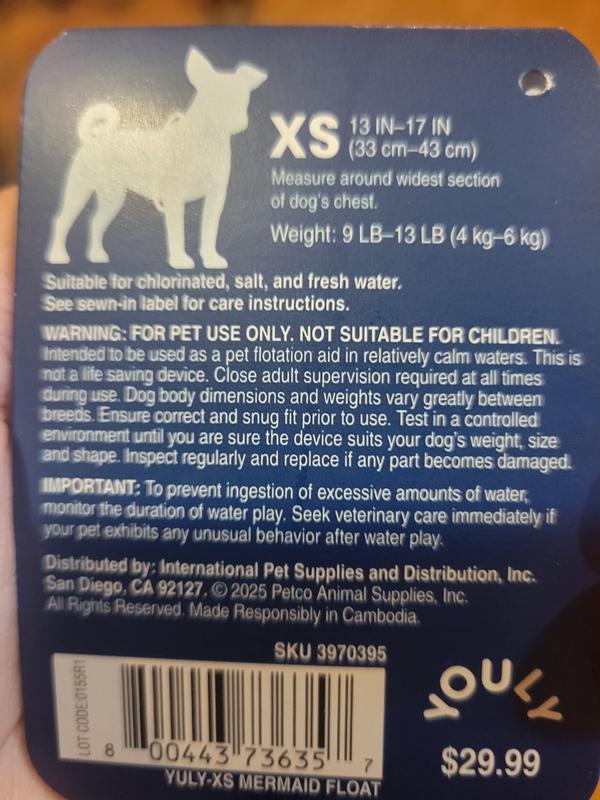 XS 13 IN–17 IN
(33 cm–43 cm)
Measure around widest section
of dog's chest.
Weight: 9 LB–13 LB (4 kg–6 kg)
Suitable for chlorinated, salt, and fresh water.
See sewn-in label for care instructions.
WARNING: FOR PET USE ONLY. NOT SUITABLE FOR CHILDREN.
Intended to be used as a pet flotation aid in relatively calm waters. This is
not a life saving device. Close adult supervision required at all times
during use. Dog body dimensions and weights vary greatly between
breeds. Ensure correct and snug fit prior to use. Test in a controlled
environment until you are sure the device suits your dog's weight, size
and shape. Inspect regularly and replace if any part becomes damaged.
IMPORTANT: To prevent ingestion of excessive amounts of water,
monitor the duration of water play. Seek veterinary care immediately if
your pet exhibits any unusual behavior after water play.
Distributed by: International Pet Supplies and Distribution, Inc.
San Diego, CA 92127. © 2025 Petco Animal Supplies, Inc.
All Rights Reserved. Made Responsibly in Cambodia.
SKU 3970395
LOT CODE:0155R1
8 00443 73635 7
YULY-XS MERMAID FLOAT
YOULY
$29.99